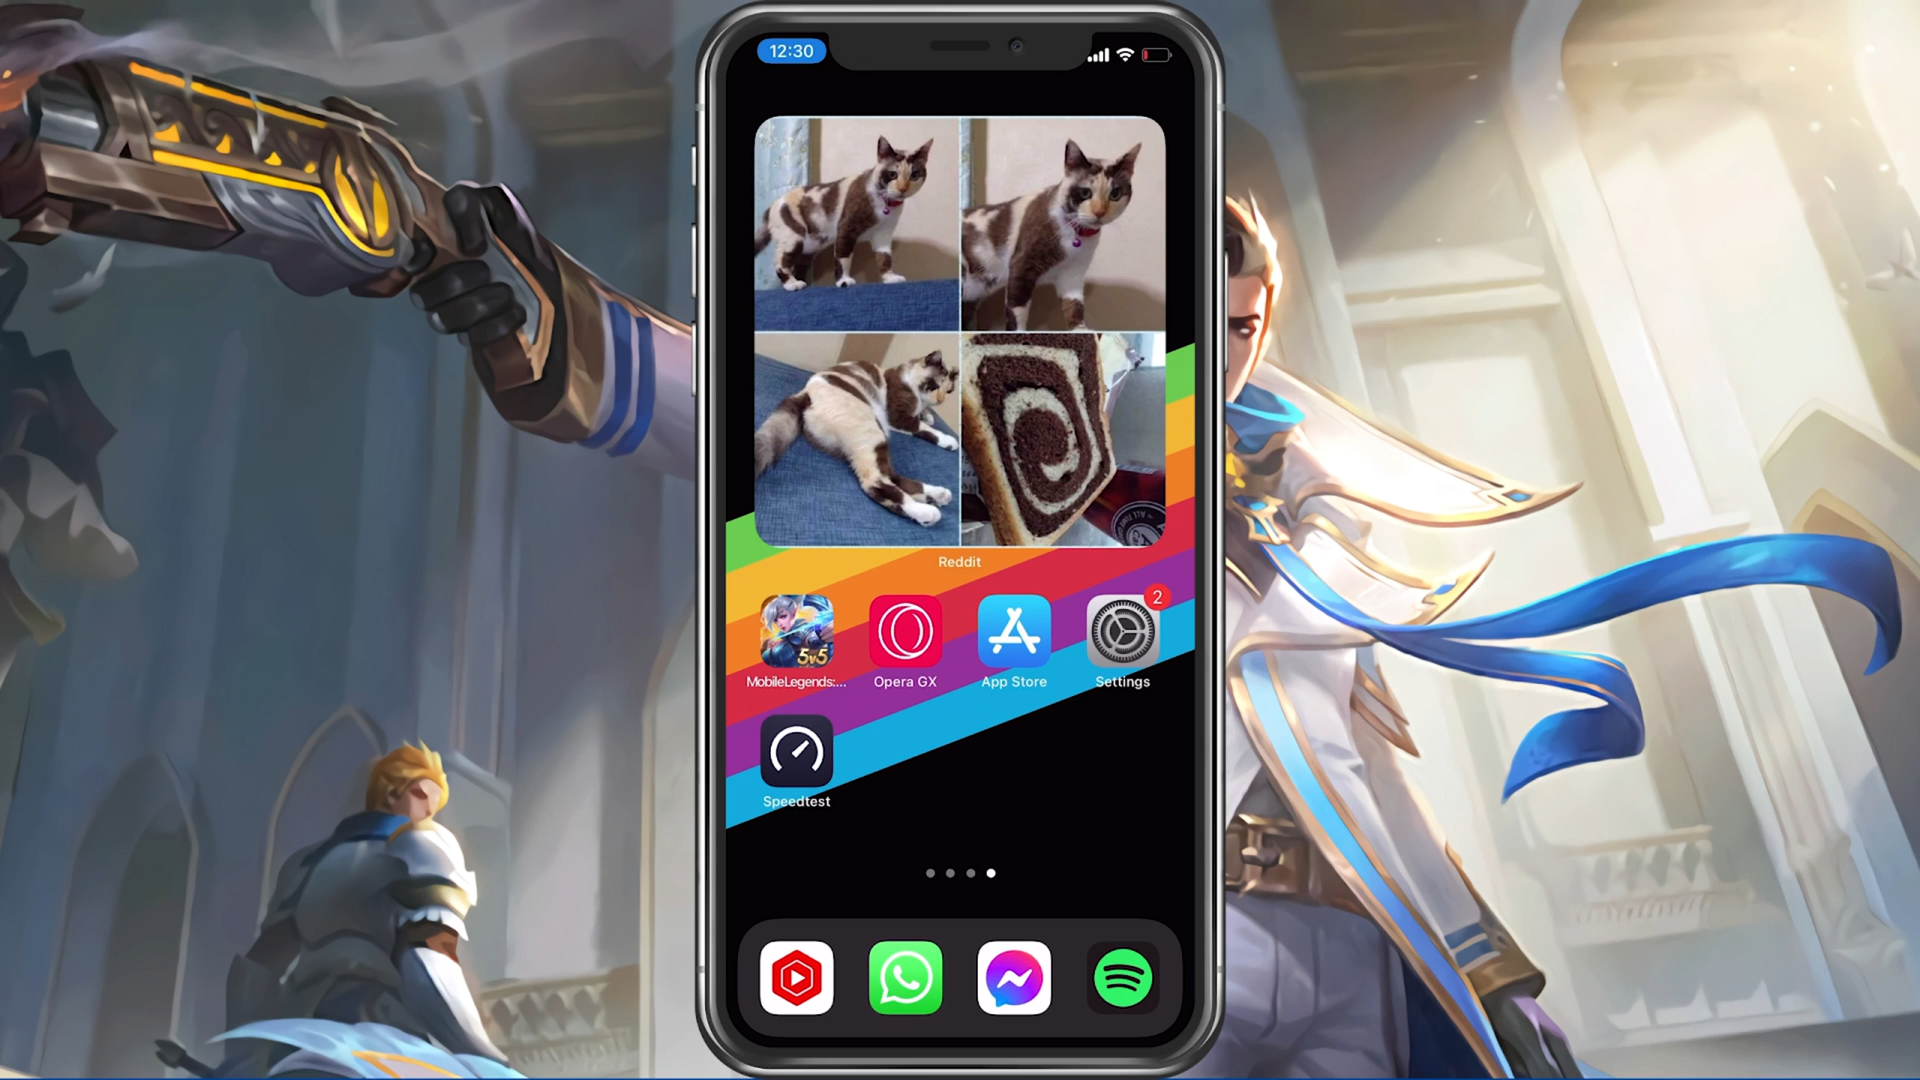 12:30
Reddit
5v5
2
MobileLegends:...
Opera GX
App Store
Settings
Speedtest